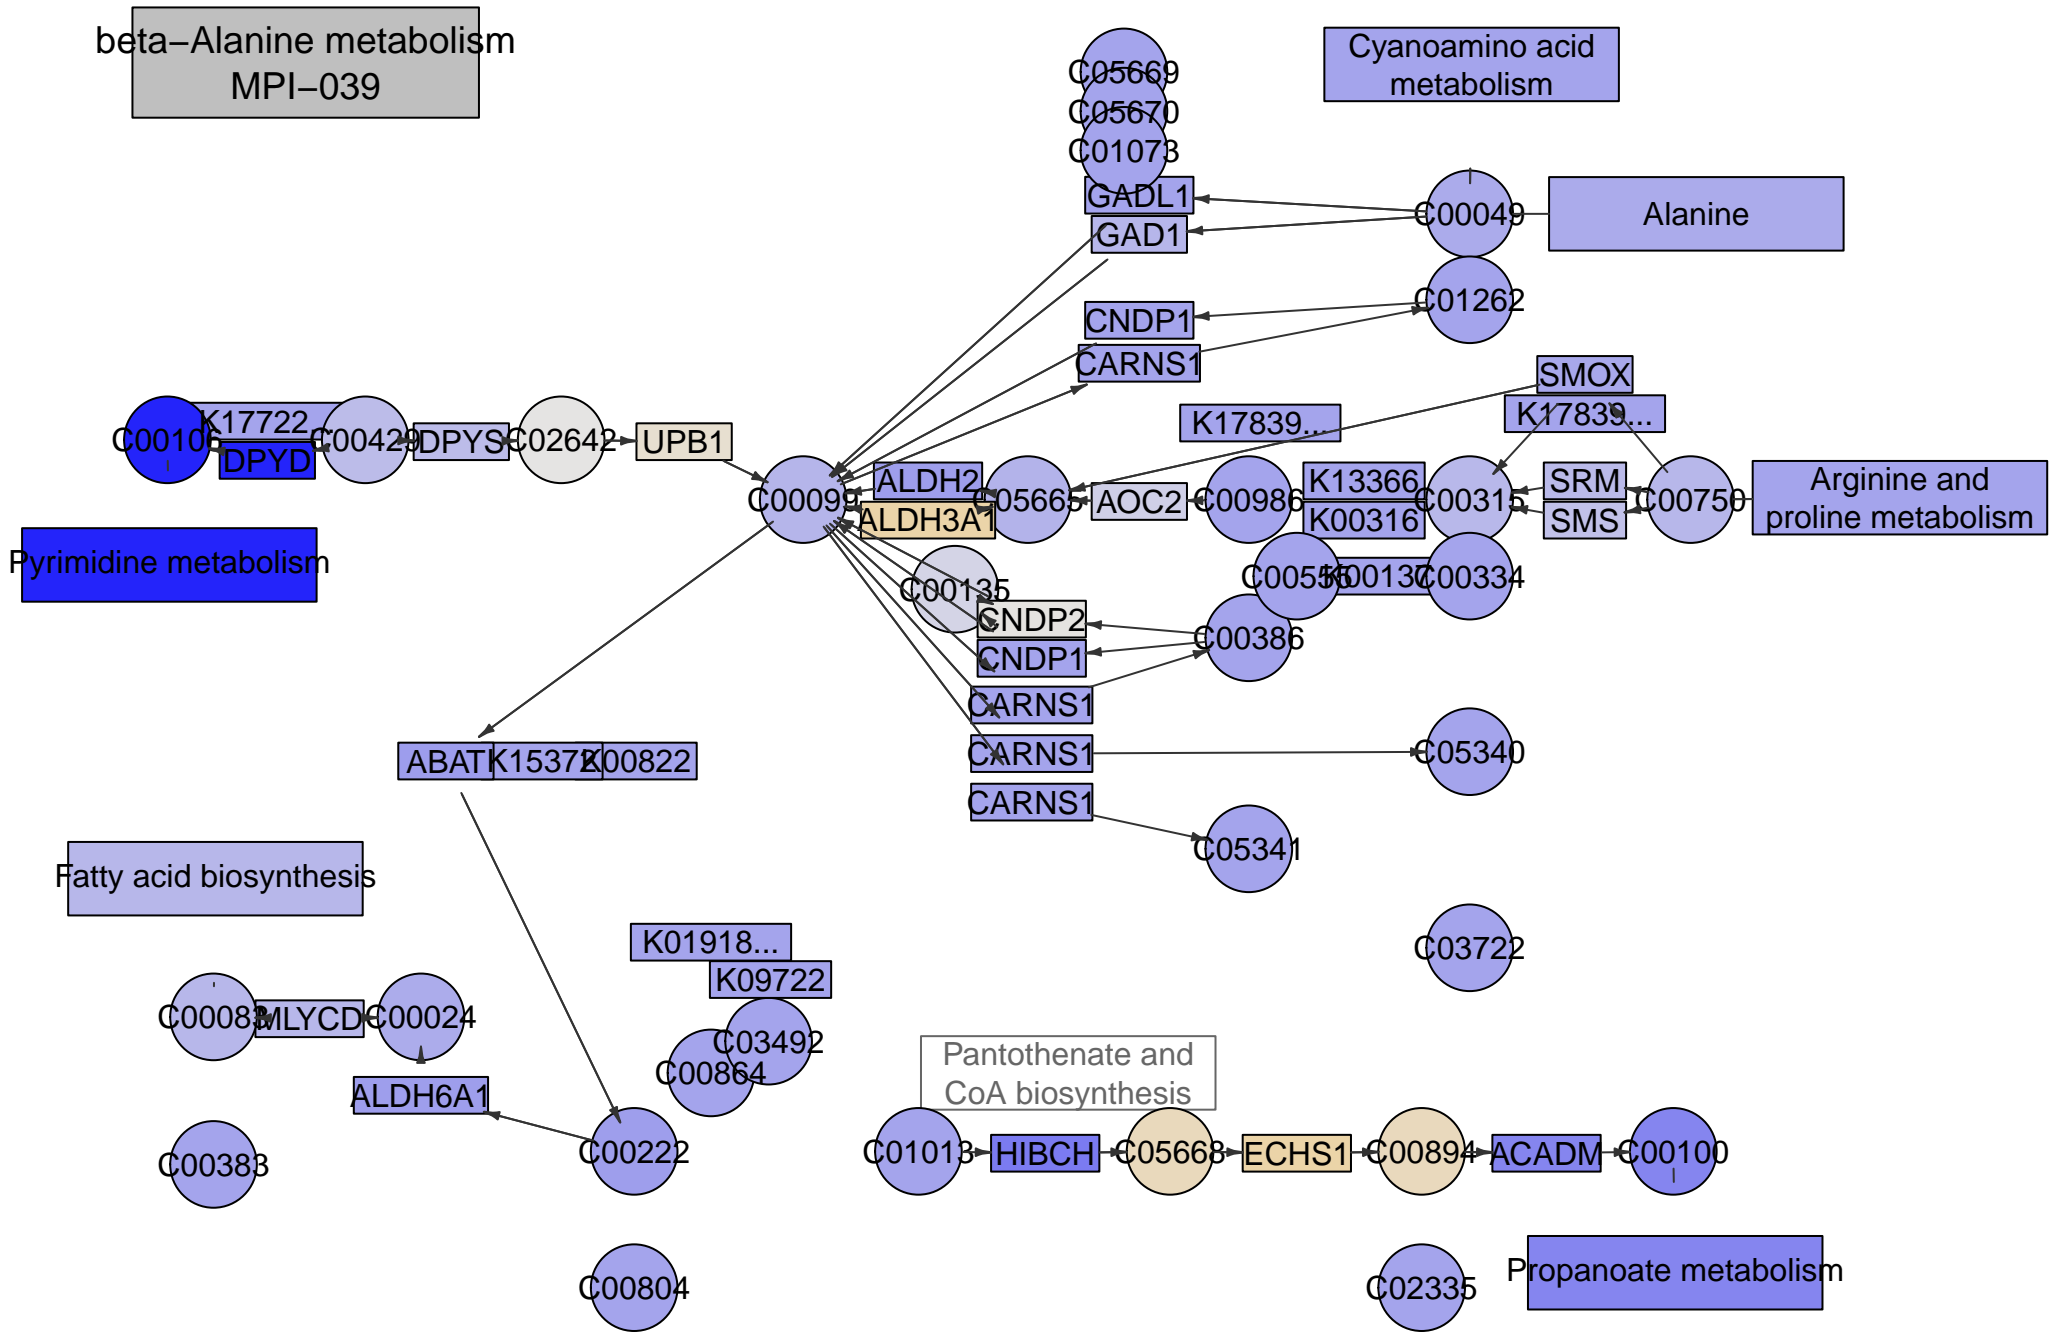 beta−Alanine metabolism
MPI−039
C05669
C05670
C01073
Cyanoamino acid
metabolism
GADL1
GAD1
C00049
Alanine
CNDP1
C01262
CARNS1
SMOX
K17839...
K17839...
C00106
K17722...
DPYD
C00429
DPYS
C02642
UPB1
C00099
ALDH2
ALDH3A1
C05665
AOC2
C00986
K13366
K00316
C00315
SRM
SMS
C00750
Arginine and
proline metabolism
Pyrimidine metabolism
C00135
C00555
K00137
C00334
CNDP2
CNDP1
C00386
CARNS1
CARNS1
CARNS1
C05340
C05341
ABAT
K15372
K00822
Fatty acid biosynthesis
K01918...
K09722
C03722
C00083
MLYCD
C00024
C03492
C00864
ALDH6A1
Pantothenate and
CoA biosynthesis
C00383
C00222
C01013
HIBCH
C05668
ECHS1
C00894
ACADM
C00100
C00804
C02335
Propanoate metabolism